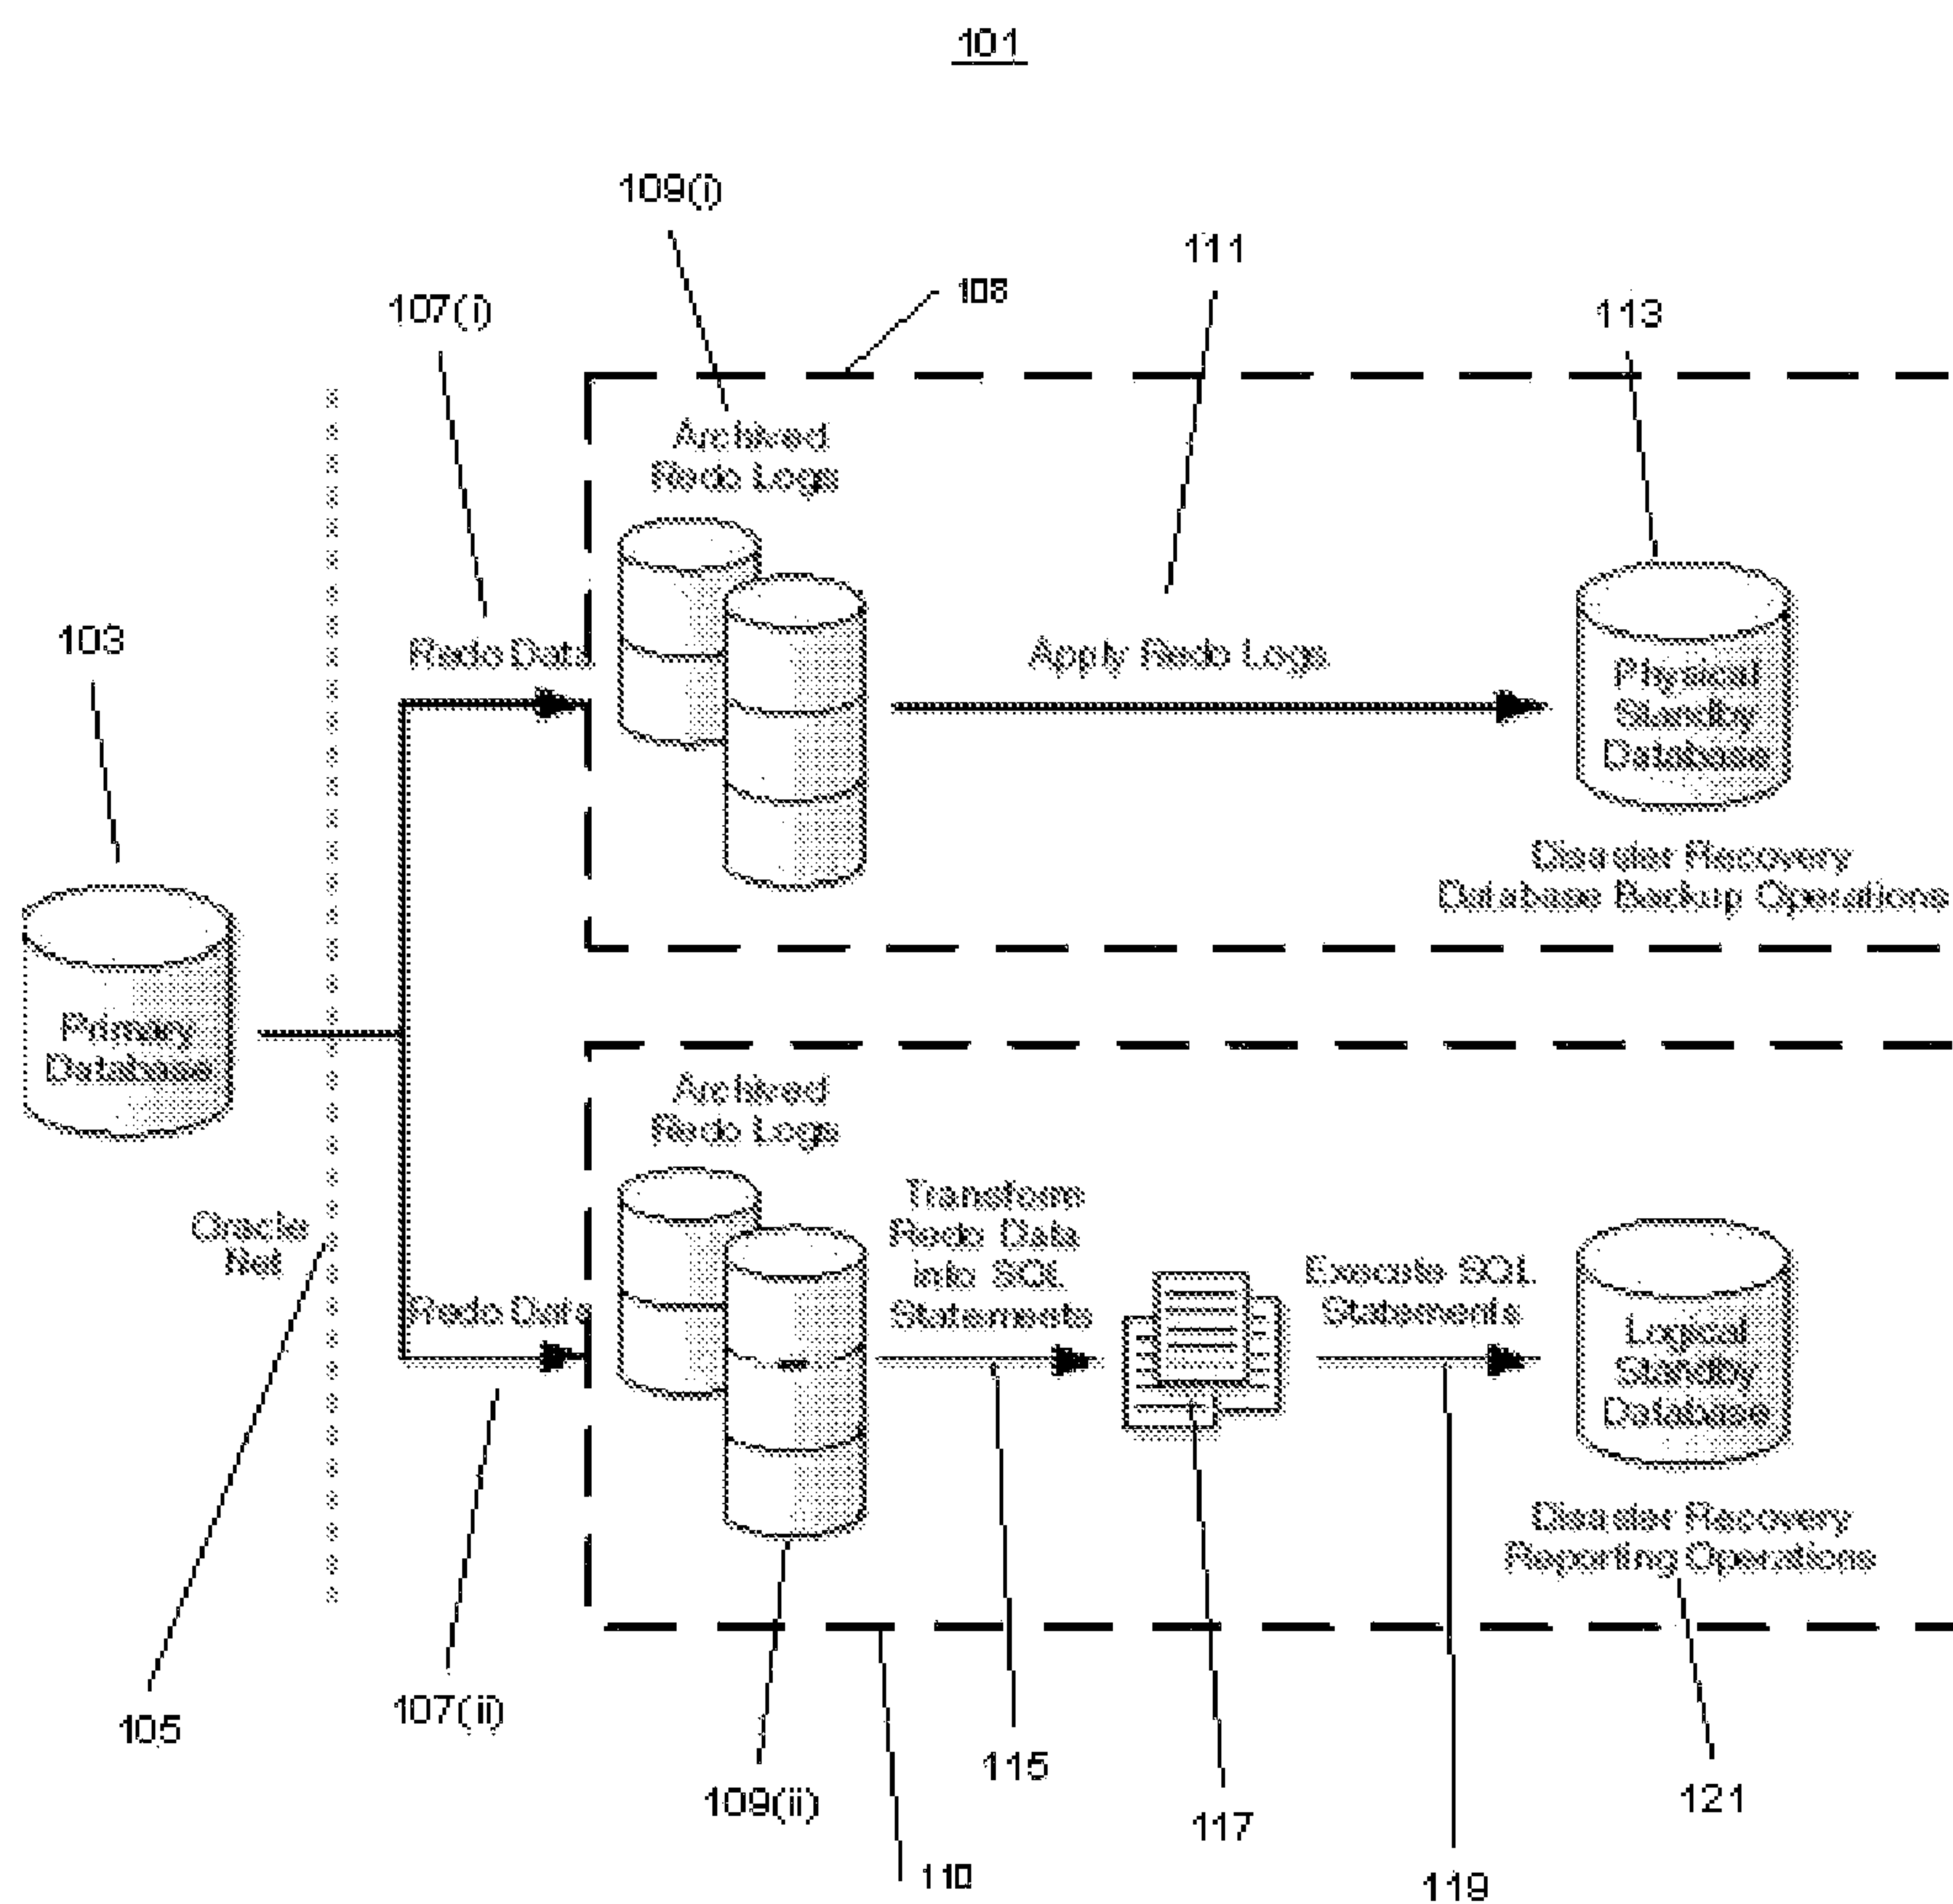 101
109(i)
111
108
107(i)
113
Archived
Redo Logs
103
Redo Data
Apply Redo Logs
Physical
Standby
Database
Disaster Recovery
Database Backup Operations
Primary
Database
Archived
Redo Logs
Oracle
Net
Transform
Redo Data
into SQL
Statements
Execute SQL
Statements
Redo Data
Logical
Standby
Database
Disaster Recovery
Reporting Operations
105
107(ii)
109(ii)
115
117
121
110
119